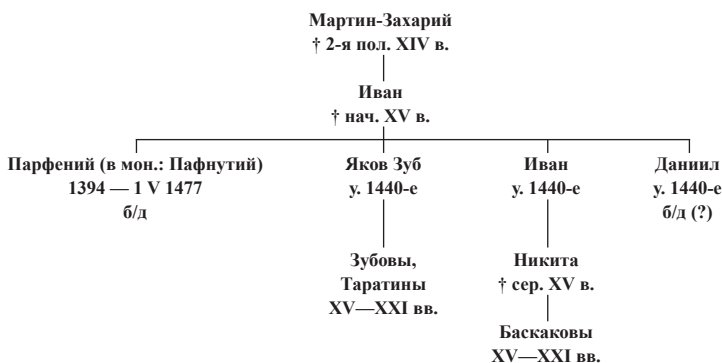 Мартин-Захарий
† 2-я пол. XIV в.
Иван
† нач. XV в.
Парфений (в мон.: Пафнутий)
1394 — 1 V 1477
б/д
Яков Зуб
у. 1440-е
Иван
у. 1440-е
Даниил
у. 1440-е
б/д (?)
Зубовы,
Таратины
XV—XXI вв.
Никита
† сер. XV в.
Баскаковы
XV—XXI вв.